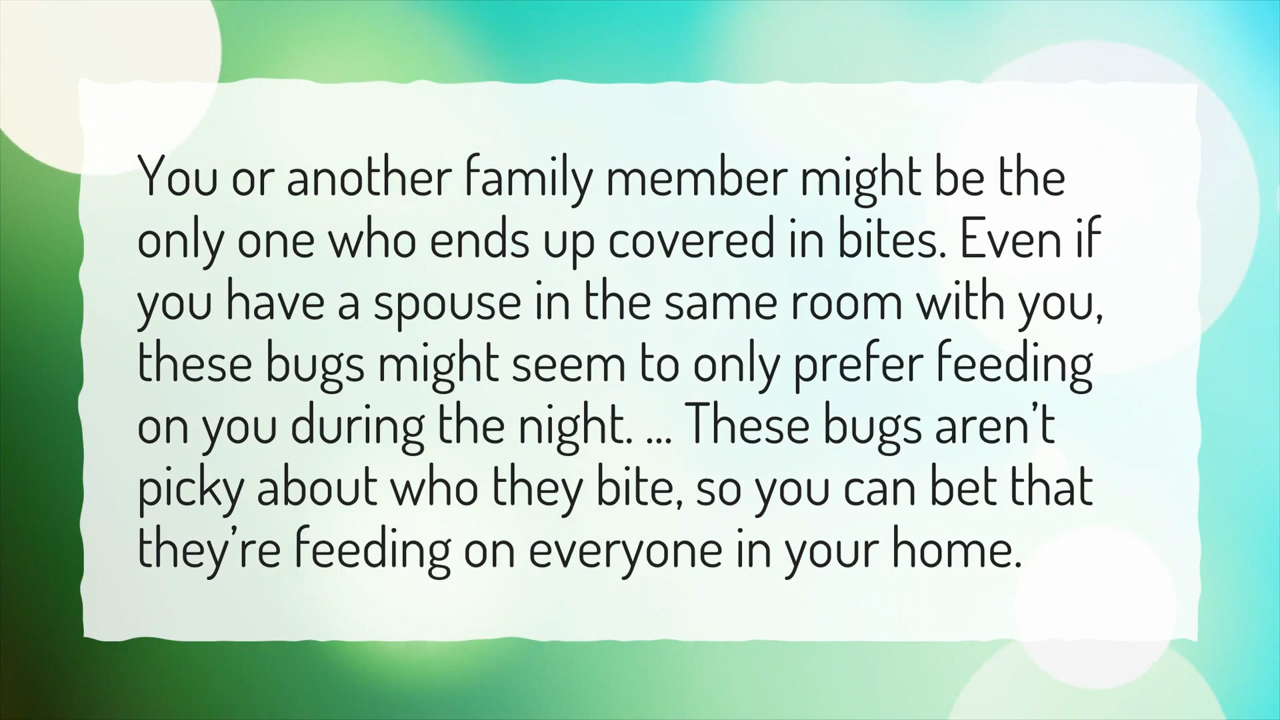 You or another family member might be the
only one who ends up covered in bites. Even if
you have a spouse in the same room with you,
these bugs might seem to only prefer feeding
on you during the night. ... These bugs aren’t
picky about who they bite, so you can bet that
they’re feeding on everyone in your home.